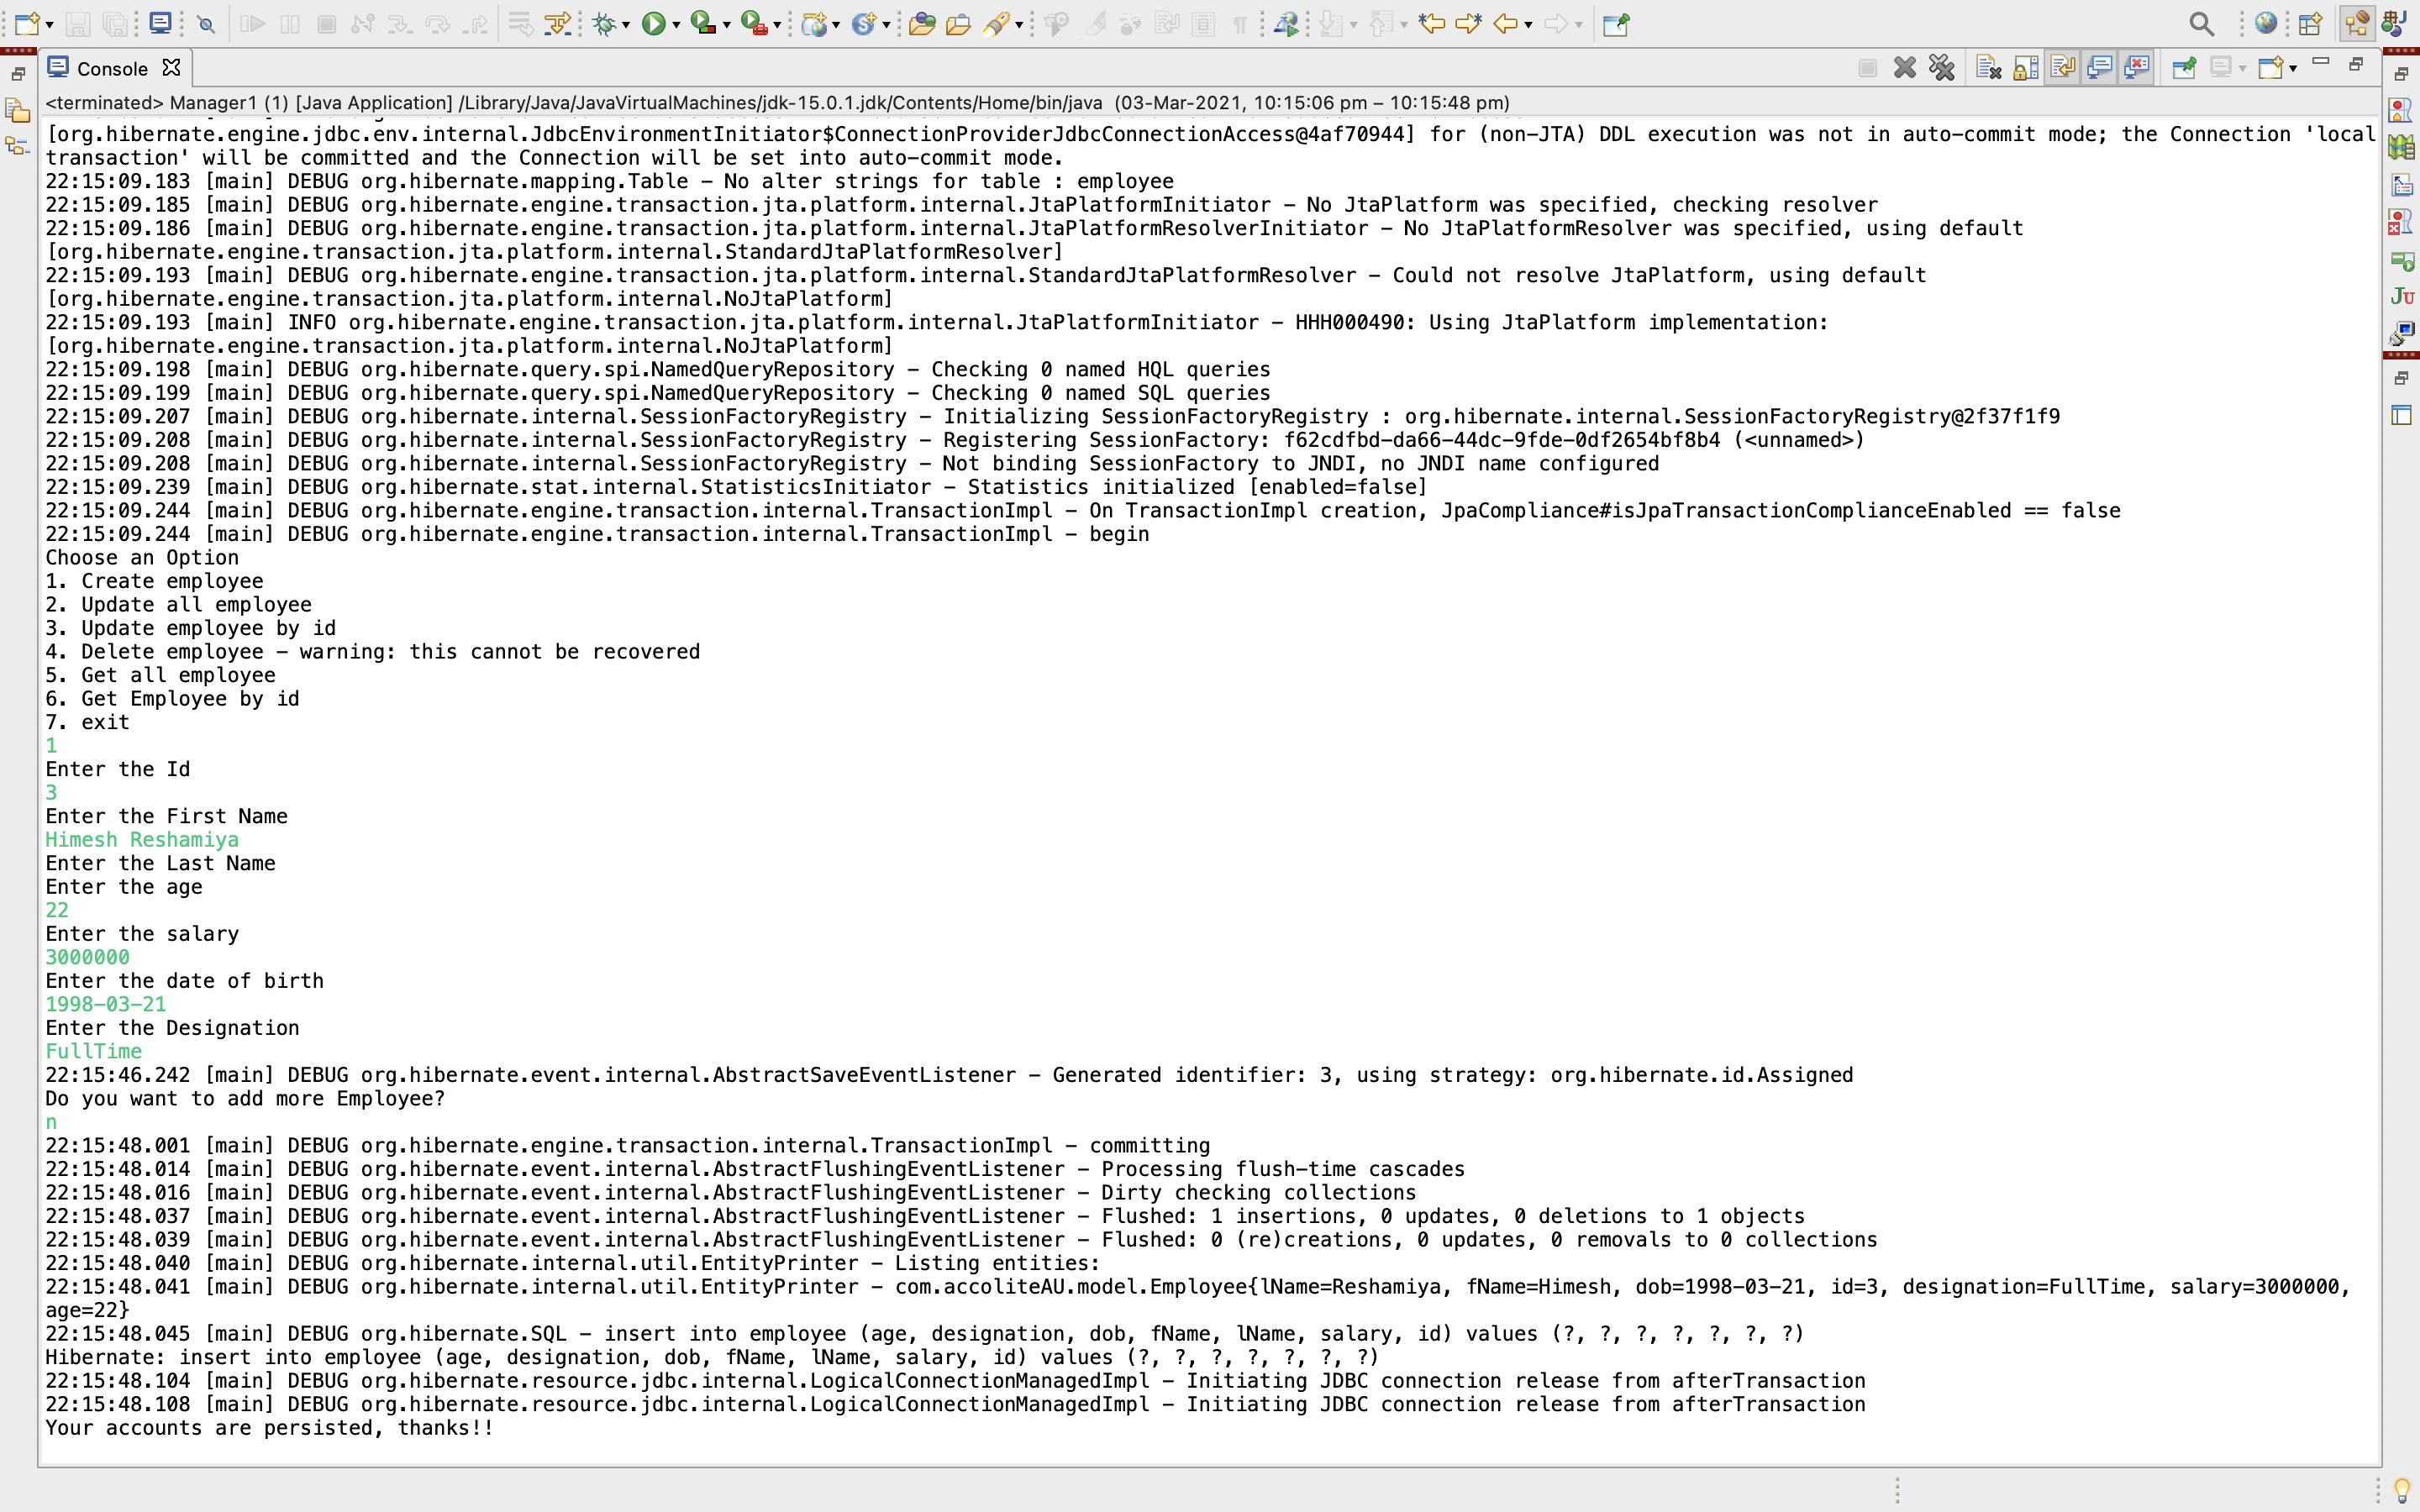 Console
<terminated> Manager1 (1) [Java Application] /Library/Java/JavaVirtualMachines/jdk-15.0.1.jdk/Contents/Home/bin/java (03-Mar-2021, 10:15:06 pm – 10:15:48 pm)
[org.hibernate.engine.jdbc.env.internal.JdbcEnvironmentInitiator$ConnectionProviderJdbcConnectionAccess@4af70944] for (non-JTA) DDL execution was not in auto-commit mode; the Connection 'local
transaction' will be committed and the Connection will be set into auto-commit mode.
22:15:09.183 [main] DEBUG org.hibernate.mapping.Table - No alter strings for table : employee
22:15:09.185 [main] DEBUG org.hibernate.engine.transaction.jta.platform.internal.JtaPlatformInitiator - No JtaPlatform was specified, checking resolver
22:15:09.186 [main] DEBUG org.hibernate.engine.transaction.jta.platform.internal.JtaPlatformResolverInitiator - No JtaPlatformResolver was specified, using default
[org.hibernate.engine.transaction.jta.platform.internal.StandardJtaPlatformResolver]
22:15:09.193 [main] DEBUG org.hibernate.engine.transaction.jta.platform.internal.StandardJtaPlatformResolver - Could not resolve JtaPlatform, using default
[org.hibernate.engine.transaction.jta.platform.internal.NoJtaPlatform]
22:15:09.193 [main] INFO org.hibernate.engine.transaction.jta.platform.internal.JtaPlatformInitiator - HHH000490: Using JtaPlatform implementation:
[org.hibernate.engine.transaction.jta.platform.internal.NoJtaPlatform]
22:15:09.198 [main] DEBUG org.hibernate.query.spi.NamedQueryRepository - Checking 0 named HQL queries
22:15:09.199 [main] DEBUG org.hibernate.query.spi.NamedQueryRepository - Checking 0 named SQL queries
22:15:09.207 [main] DEBUG org.hibernate.internal.SessionFactoryRegistry - Initializing SessionFactoryRegistry : org.hibernate.internal.SessionFactoryRegistry@2f37f1f9
22:15:09.208 [main] DEBUG org.hibernate.internal.SessionFactoryRegistry - Registering SessionFactory: f62cdfbd-da66-44dc-9fde-0df2654bf8b4 (<unnamed>)
22:15:09.208 [main] DEBUG org.hibernate.internal.SessionFactoryRegistry - Not binding SessionFactory to JNDI, no JNDI name configured
22:15:09.239 [main] DEBUG org.hibernate.stat.internal.StatisticsInitiator - Statistics initialized [enabled=false]
22:15:09.244 [main] DEBUG org.hibernate.engine.transaction.internal.TransactionImpl - On TransactionImpl creation, JpaCompliance#isJpaTransactionComplianceEnabled == false
22:15:09.244 [main] DEBUG org.hibernate.engine.transaction.internal.TransactionImpl - begin
Choose an Option
1. Create employee
2. Update all employee
3. Update employee by id
4. Delete employee - warning: this cannot be recovered
5. Get all employee
6. Get Employee by id
7. exit
1
Enter the Id
3
Enter the First Name
Himesh Reshamiya
Enter the Last Name
Enter the age
22
Enter the salary
3000000
Enter the date of birth
1998-03-21
Enter the Designation
FullTime
22:15:46.242 [main] DEBUG org.hibernate.event.internal.AbstractSaveEventListener - Generated identifier: 3, using strategy: org.hibernate.id.Assigned
Do you want to add more Employee?
n
22:15:48.001 [main] DEBUG org.hibernate.engine.transaction.internal.TransactionImpl - committing
22:15:48.014 [main] DEBUG org.hibernate.event.internal.AbstractFlushingEventListener - Processing flush-time cascades
22:15:48.016 [main] DEBUG org.hibernate.event.internal.AbstractFlushingEventListener - Dirty checking collections
22:15:48.037 [main] DEBUG org.hibernate.event.internal.AbstractFlushingEventListener - Flushed: 1 insertions, 0 updates, 0 deletions to 1 objects
22:15:48.039 [main] DEBUG org.hibernate.event.internal.AbstractFlushingEventListener - Flushed: 0 (re)creations, 0 updates, 0 removals to 0 collections
22:15:48.040 [main] DEBUG org.hibernate.internal.util.EntityPrinter - Listing entities:
22:15:48.041 [main] DEBUG org.hibernate.internal.util.EntityPrinter - com.accoliteAU.model.Employee{lName=Reshamiya, fName=Himesh, dob=1998-03-21, id=3, designation=FullTime, salary=3000000,
age=22}
22:15:48.045 [main] DEBUG org.hibernate.SQL - insert into employee (age, designation, dob, fName, lName, salary, id) values (?, ?, ?, ?, ?, ?, ?)
Hibernate: insert into employee (age, designation, dob, fName, lName, salary, id) values (?, ?, ?, ?, ?, ?, ?)
22:15:48.104 [main] DEBUG org.hibernate.resource.jdbc.internal.LogicalConnectionManagedImpl - Initiating JDBC connection release from afterTransaction
22:15:48.108 [main] DEBUG org.hibernate.resource.jdbc.internal.LogicalConnectionManagedImpl - Initiating JDBC connection release from afterTransaction
Your accounts are persisted, thanks!!